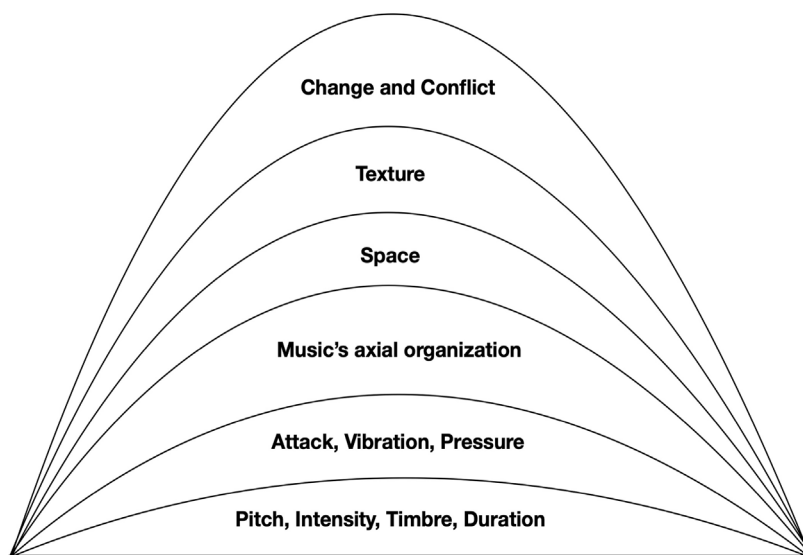 Change and Conflict
Texture
Space
Music’s axial organization
Attack, Vibration, Pressure
Pitch, Intensity, Timbre, Duration